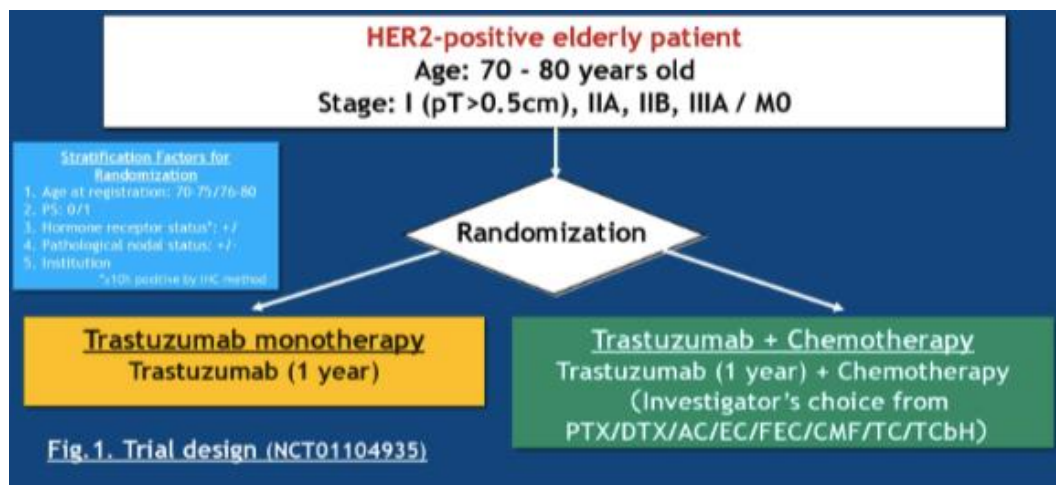 HER2-positive elderly patient
Age: 70 - 80 years old
Stage: I (pT>0.5cm), IIA, IIB, IIIA / M0
Stratification Factors for
Randomization
1. Age at registration: 70-75/76-80
2. PS: 0/1
3. Hormone receptor status*: +/
4. Pathological nodal status: +/-
5. Institution
positive by IHC method
Randomization
Trastuzumab monotherapy
Trastuzumab (1 year)
Trastuzumab + Chemotherapy
Trastuzumab (1 year) + Chemotherapy
(Investigator's choice from
PTX/DTX/AC/EC/FEC/CMF/TC/TCbH)
Fig.1. Trial design (NCT01104935)